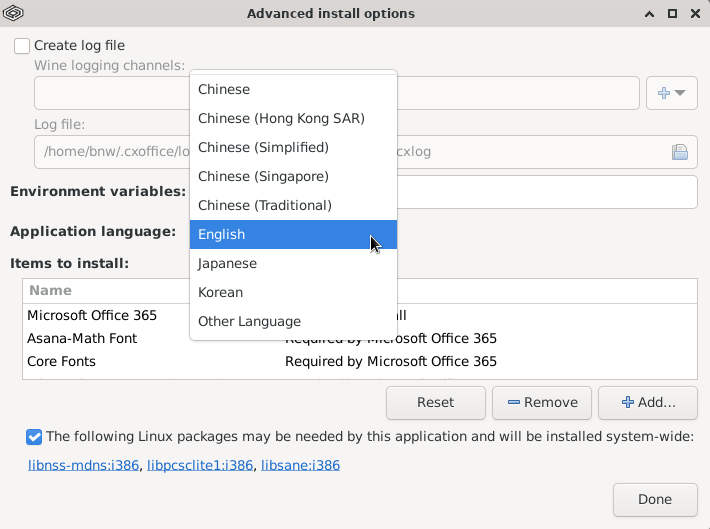 Advanced install options
Create log file
Wine logging channels:
Log file:
/home/bnw/.cxoffice/lo
cxlog
Environment variables:
Application language:
Chinese
Chinese (Hong Kong SAR)
Chinese (Simplified)
Chinese (Singapore)
Chinese (Traditional)
English
Japanese
Korean
Other Language
Items to install:
Name
Microsoft Office 365
Asana-Math Font Required by Microsoft Office 365
Core Fonts Required by Microsoft Office 365
Reset Remove Add...
The following Linux packages may be needed by this application and will be installed system-wide:
libnss-mdns:i386, libpcsclite1:i386, libsane:i386
Done